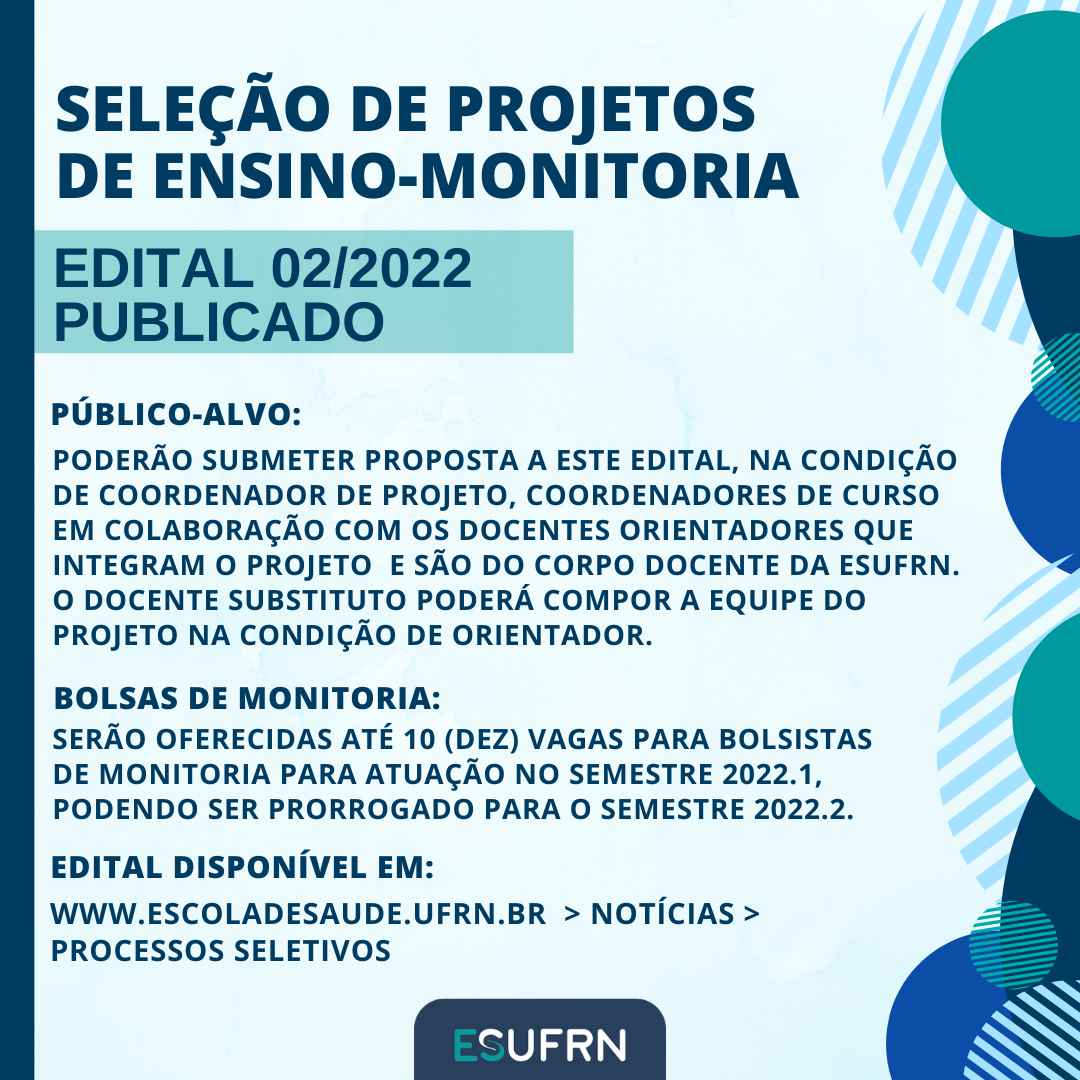 SELEÇÃO DE PROJETOS
DE ENSINO-MONITORIA
EDITAL 02/2022
PUBLICADO
PÚBLICO-ALVO:
PODERÃO SUBMETER PROPOSTA A ESTE EDITAL, NA CONDIÇÃO
DE COORDENADOR DE PROJETO, COORDENADORES DE CURSO
EM COLABORAÇÃO COM OS DOCENTES ORIENTADORES QUE
INTEGRAM O PROJETO E SÃO DO CORPO DOCENTE DA ESUFRN.
O DOCENTE SUBSTITUTO PODERÁ COMPOR A EQUIPE DO
PROJETO NA CONDIÇÃO DE ORIENTADOR.
BOLSAS DE MONITORIA:
SERÃO OFERECIDAS ATÉ 10 (DEZ) VAGAS PARA BOLSISTAS
DE MONITORIA PARA ATUAÇÃO NO SEMESTRE 2022.1,
PODENDO SER PRORROGADO PARA O SEMESTRE 2022.2.
EDITAL DISPONÍVEL EM:
WWW.ESCOLADESAUDE.UFRN.BR > NOTÍCIAS >
PROCESSOS SELETIVOS
ESUFRN